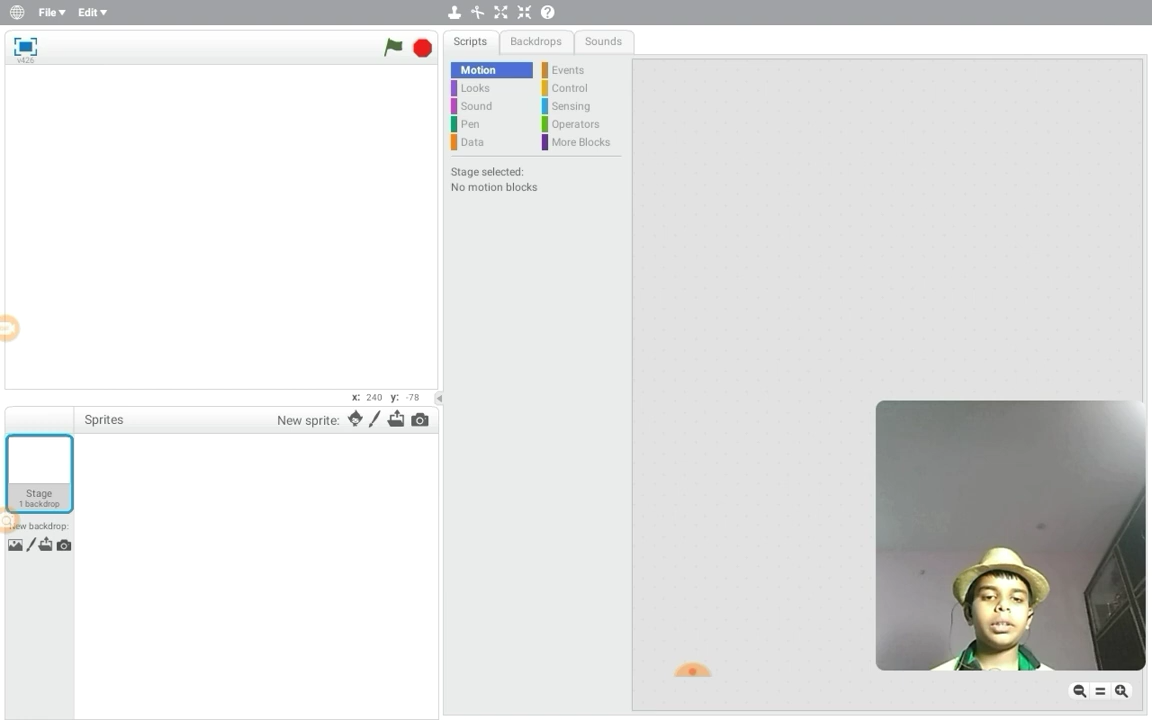 File Edit
v426
Scripts Backdrops Sounds
Motion Events
Looks Control
Sound Sensing
Pen Operators
Data More Blocks
Stage selected:
No motion blocks
x: 240 y: -78
Sprites New sprite:
Stage
1 backdrop
New backdrop: